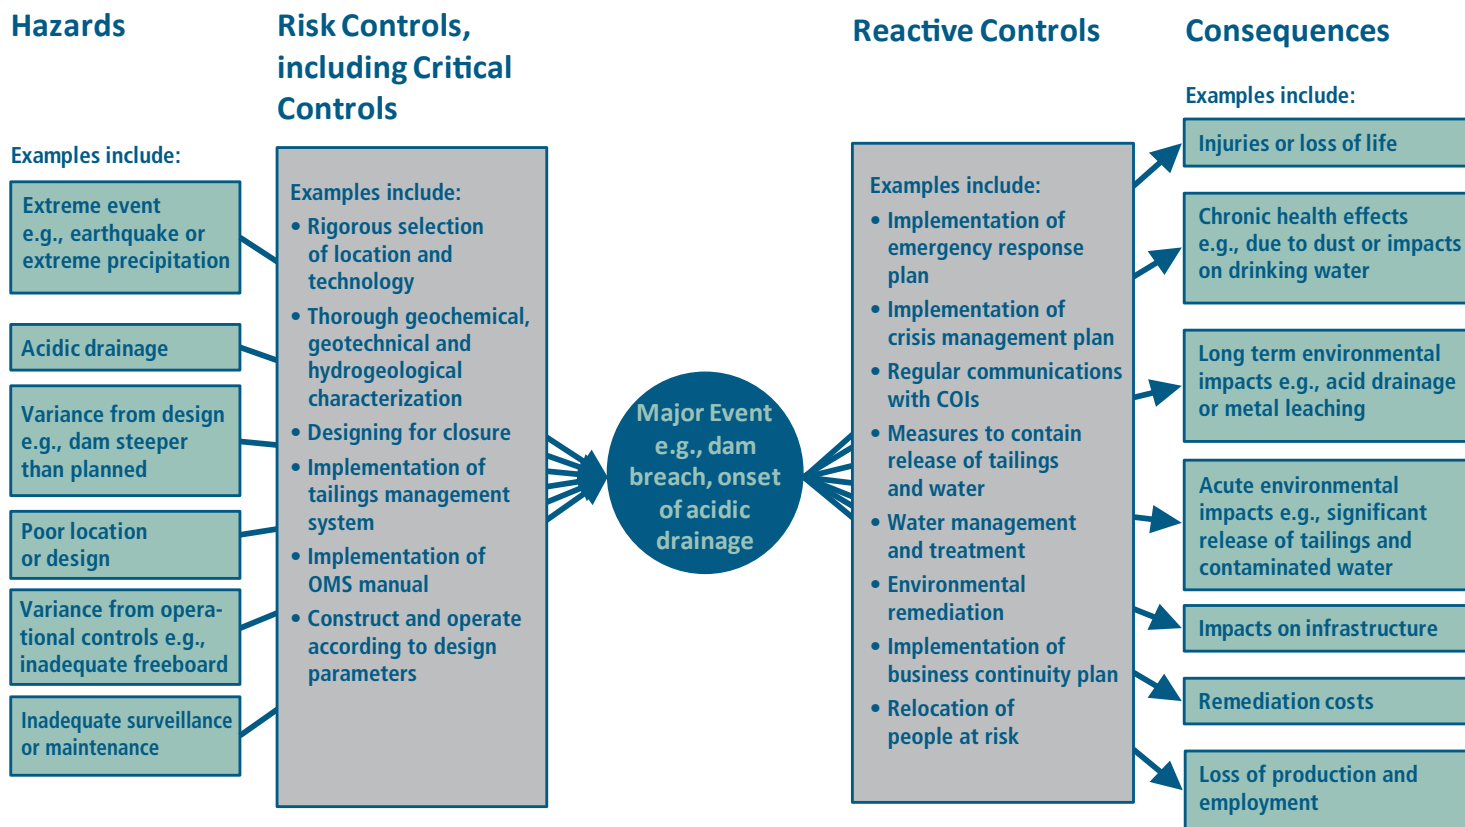 Hazards
Examples include:
Extreme event
e.g., earthquake or
extreme precipitation
Acidic drainage
Variance from design
e.g., dam steeper
than planned
Poor location
or design
Variance from opera-
tional controls e.g.,
inadequate freeboard
Inadequate surveillance
or maintenance
Risk Controls,
including Critical
Controls
Examples include:
• Rigorous selection
of location and
technology
• Thorough geochemical,
geotechnical and
hydrogeological
characterization
• Designing for closure
• Implementation of
tailings management
system
• Implementation of
OMS manual
• Construct and operate
according to design
parameters
Major Event
e.g., dam
breach, onset
of acidic
drainage
Reactive Controls
Examples include:
• Implementation of
emergency response
plan
• Implementation of
crisis management plan
• Regular communications
with COIs
• Measures to contain
release of tailings
and water
• Water management
and treatment
• Environmental
remediation
• Implementation of
business continuity plan
• Relocation of
people at risk
Consequences
Examples include:
Injuries or loss of life
Chronic health effects
e.g., due to dust or impacts
on drinking water
Long term environmental
impacts e.g., acid drainage
or metal leaching
Acute environmental
impacts e.g., significant
release of tailings and
contaminated water
Impacts on infrastructure
Remediation costs
Loss of production and
employment